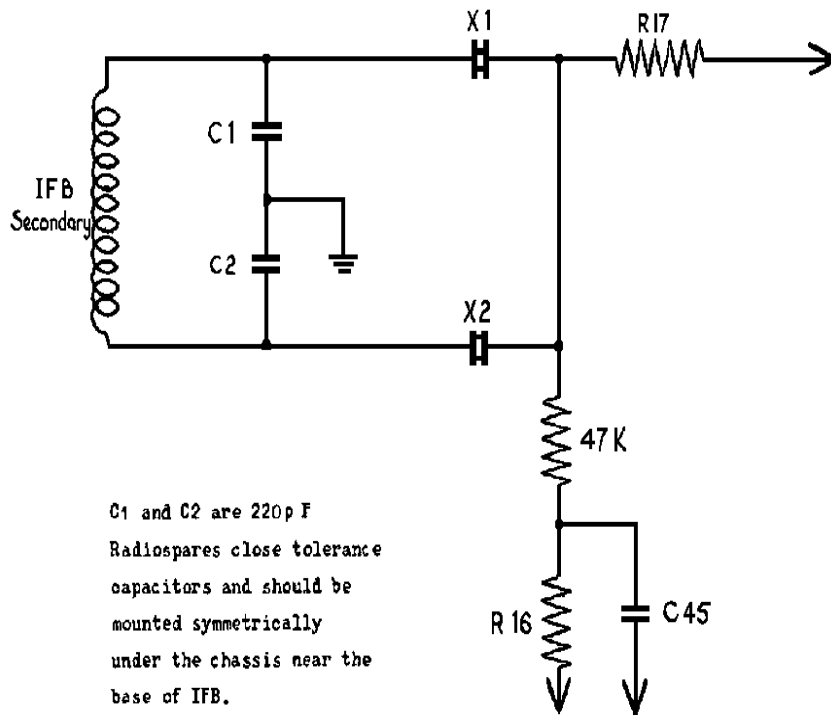 X1
R17
C1
IFB
Secondary
C2
X2
47K
R16
C45
C1 and C2 are 220p F
Radiospares close tolerance
capacitors and should be
mounted symmetrically
under the chassis near the
base of IFB.